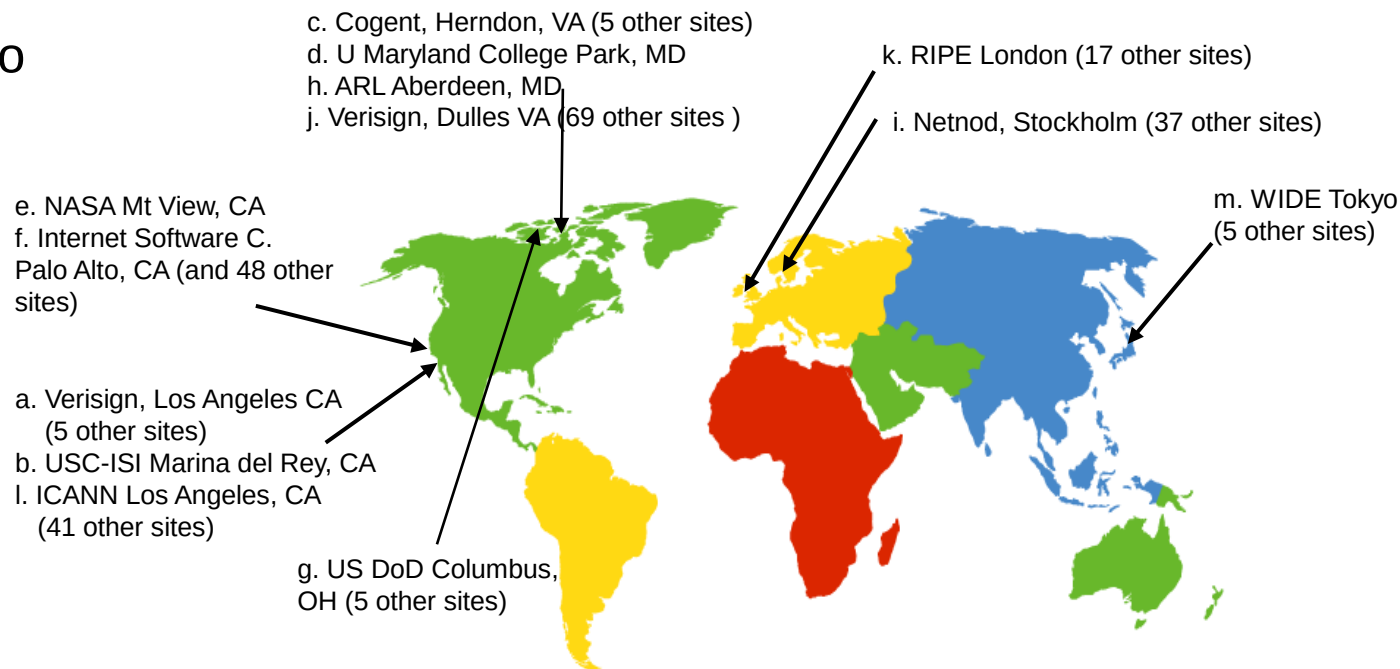 o
c. Cogent, Herndon, VA (5 other sites)
d. U Maryland College Park, MD
h. ARL Aberdeen, MD
j. Verisign, Dulles VA (69 other sites )
k. RIPE London (17 other sites)
i. Netnod, Stockholm (37 other sites)
m. WIDE Tokyo
(5 other sites)
e. NASA Mt View, CA
f. Internet Software C.
Palo Alto, CA (and 48 other
sites)
a. Verisign, Los Angeles CA
(5 other sites)
b. USC-ISI Marina del Rey, CA
l. ICANN Los Angeles, CA
(41 other sites)
g. US DoD Columbus,
OH (5 other sites)